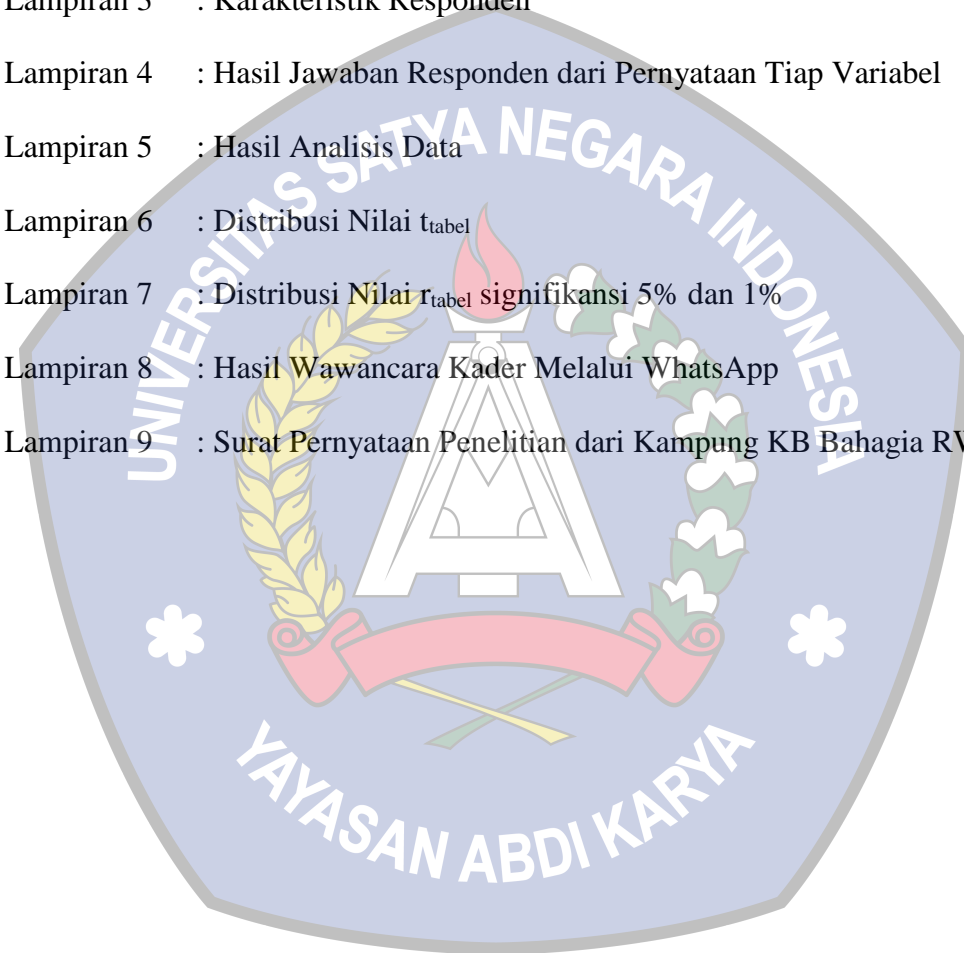 Lampiran 3 : Karakteristik Responden
Lampiran 4 : Hasil Jawaban Responden dari Pernyataan Tiap Variabel
Lampiran 5 : Hasil Analisis Data
Lampiran 6 : Distribusi Nilai ttabel
Lampiran 7 : Distribusi Nilai rtabel signifikansi 5% dan 1%
Lampiran 8 : Hasil Wawancara Kader Melalui WhatsApp
Lampiran 9 : Surat Pernyataan Penelitian dari Kampung KB Bahagia
UNIVERSITAS SATYA NEGARA INDONESIA
YAYASAN ABDI KARYA